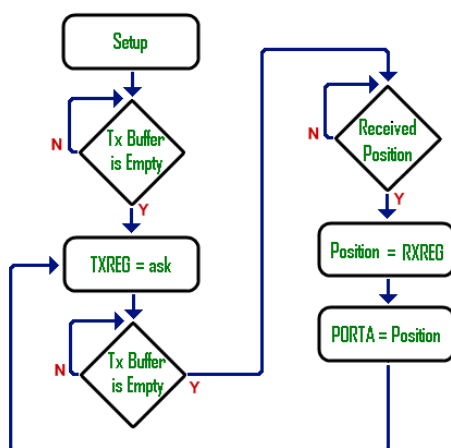 Setup
Tx Buffer
is Empty
N
Y
TXREG = ask
Tx Buffer
is Empty
N
Y
Received
Position
N
Y
Position = RXREG
PORTA = Position